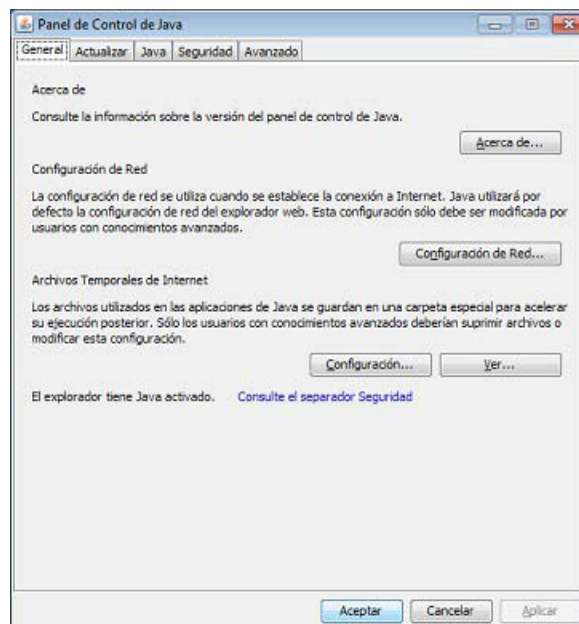 Panel de Control de Java
General Actualizar Java Seguridad Avanzado
Acerca de
Consulte la información sobre la versión del panel de control de Java.
Acerca de...
Configuración de Red
La configuración de red se utiliza cuando se establece la conexión a Internet. Java utilizará por
defecto la configuración de red del explorador web. Esta configuración sólo debe ser modificada por
usuarios con conocimientos avanzados.
Configuración de Red...
Archivos Temporales de Internet
Los archivos utilizados en las aplicaciones de Java se guardan en una carpeta especial para acelerar
su ejecución posterior. Sólo los usuarios con conocimientos avanzados deberían suprimir archivos o
modificar esta configuración.
Configuración... Ver...
El explorador tiene Java activado. Consulte el separador Seguridad
Aceptar Cancelar Aplicar